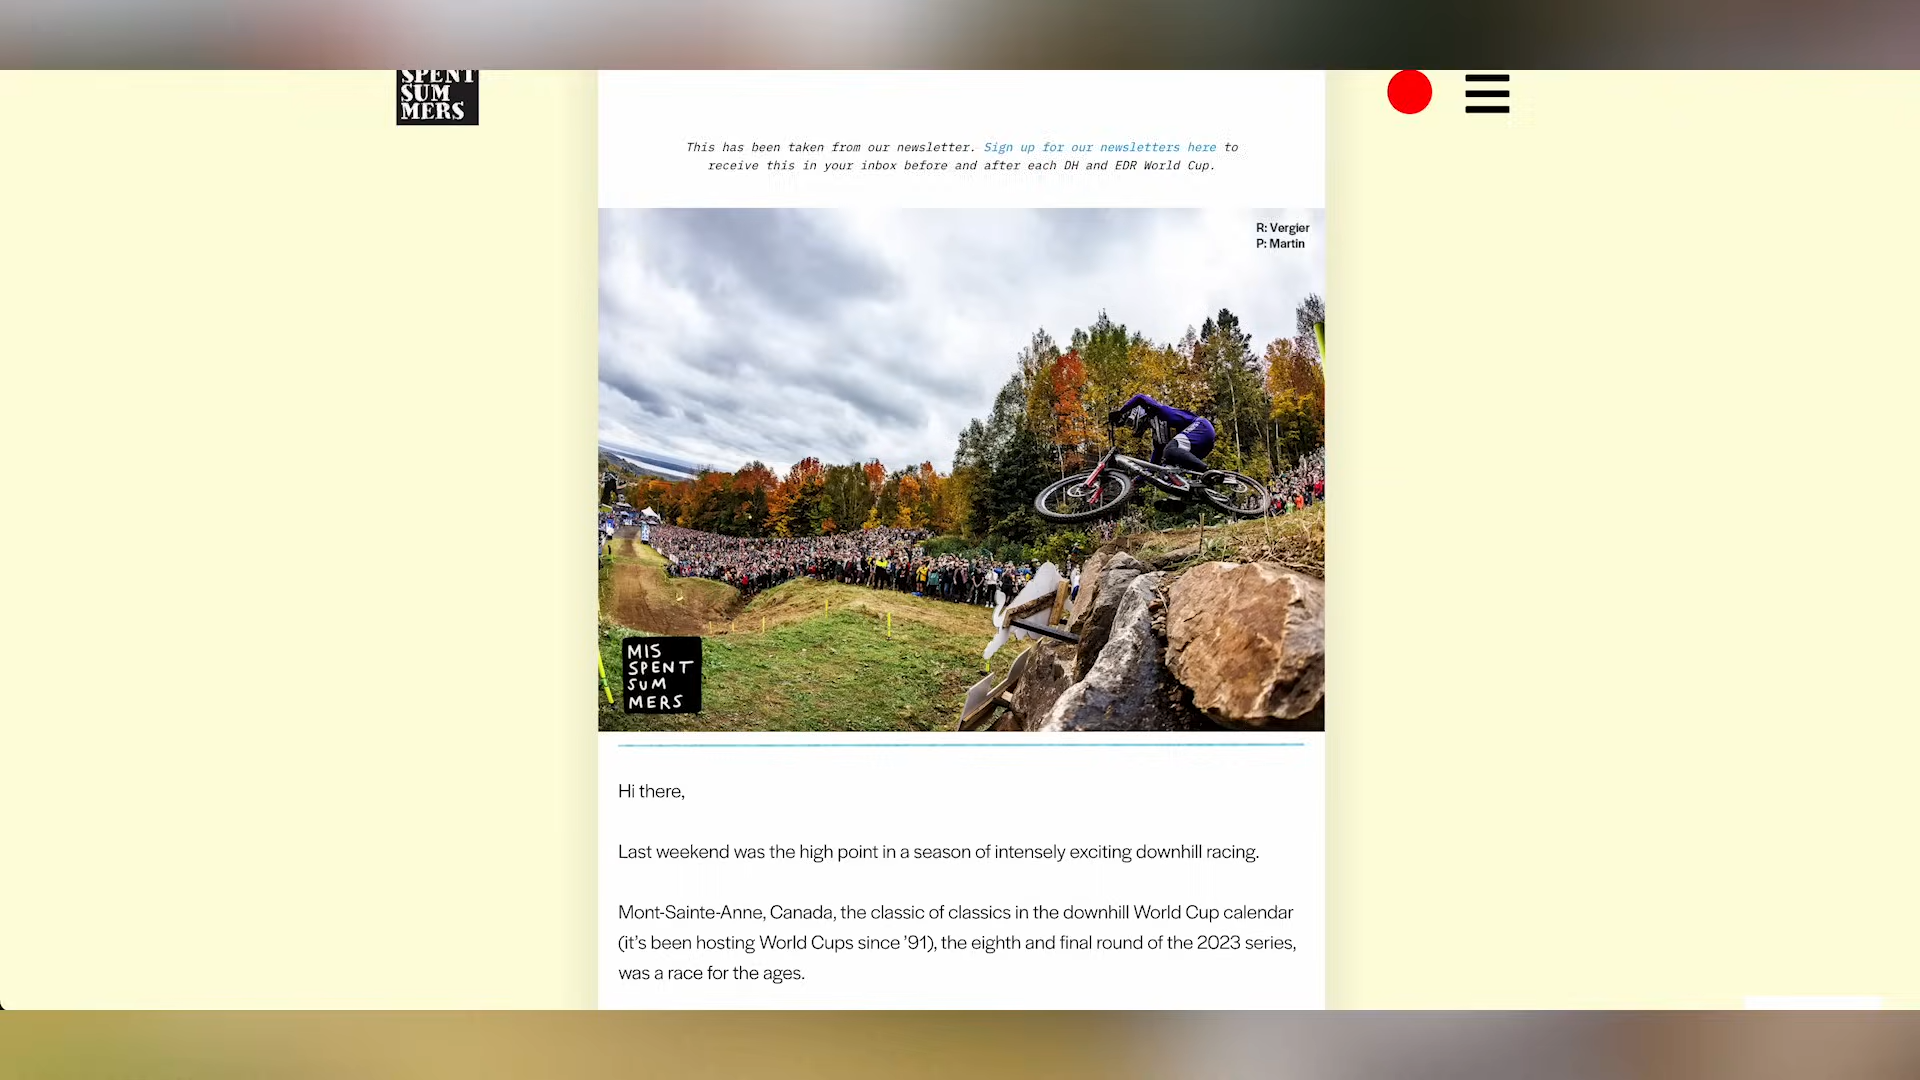 SPENT
SUM
MERS
This has been taken from our newsletter. Sign up for our newsletters here to
receive this in your inbox before and after each DH and EDR World Cup.
R: Vergier
P: Martin
MIS
SPENT
SUM
MERS
Hi there,
Last weekend was the high point in a season of intensely exciting downhill racing.
Mont-Sainte-Anne, Canada, the classic of classics in the downhill World Cup calendar
(it’s been hosting World Cups since ’91), the eighth and final round of the 2023 series,
was a race for the ages.